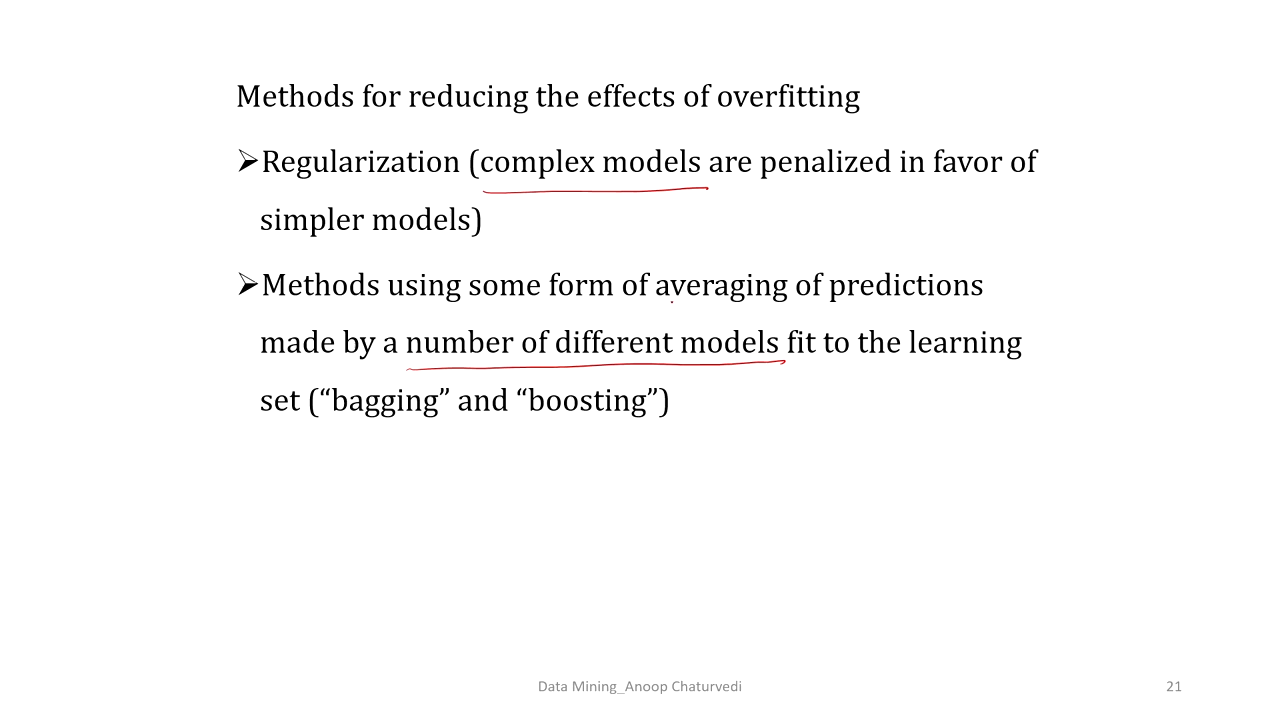 Methods for reducing the effects of overfitting
➢Regularization (complex models are penalized in favor of
simpler models)
➢Methods using some form of averaging of predictions
made by a number of different models fit to the learning
set (“bagging” and “boosting”)
Data Mining_Anoop Chaturvedi
21